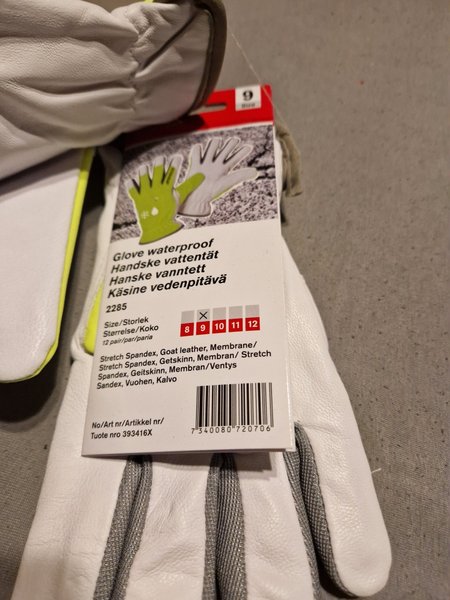 9
size
Glove waterproof
Handske vattentät
Hanske vanntett
Käsine vedenpitävä
2285
Size/Storlek
Størrelse/Koko
12 pair/par/paria
8 9 10 11 12
Stretch Spandex, Goat leather, Membrane/
Stretch Spandex, Getskinn, Membran/ Stretch
Spandex, Geitskinn, Membran/Ventys
Sandex, Vuohen, Kalvo
No/Art nr/Artikkel nr/
Tuote nro 393416X
7340080720706